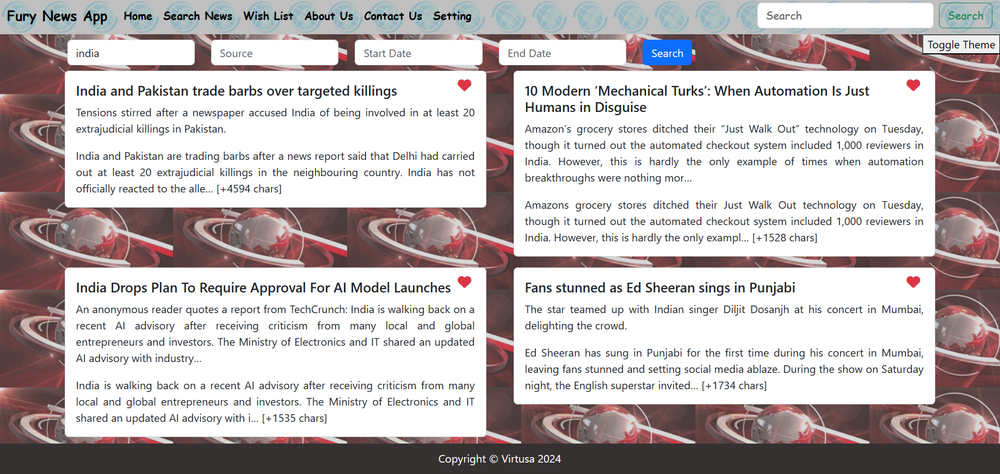 Fury News App Home Search News Wish List About Us Contact Us Setting Search Search
Toggle Theme
india Source Start Date End Date Search
India and Pakistan trade barbs over targeted killings
Tensions stirred after a newspaper accused India of being involved in at least 20
extrajudicial killings in Pakistan.
India and Pakistan are trading barbs after a news report said that Delhi had carried
out at least 20 extrajudicial killings in the neighbouring country. India has not
officially reacted to the alle… [+4594 chars]
10 Modern ‘Mechanical Turks’: When Automation Is Just
Humans in Disguise
Amazon’s grocery stores ditched their “Just Walk Out” technology on Tuesday,
though it turned out the automated checkout system included 1,000 reviewers in
India. However, this is hardly the only example of times when automation
breakthroughs were nothing mor…
Amazons grocery stores ditched their Just Walk Out technology on Tuesday,
though it turned out the automated checkout system included 1,000 reviewers in
India. However, this is hardly the only exampl… [+1528 chars]
India Drops Plan To Require Approval For AI Model Launches
An anonymous reader quotes a report from TechCrunch: India is walking back on a
recent AI advisory after receiving criticism from many local and global
entrepreneurs and investors. The Ministry of Electronics and IT shared an updated
AI advisory with industry…
India is walking back on a recent AI advisory after receiving criticism from many
local and global entrepreneurs and investors. The Ministry of Electronics and IT
shared an updated AI advisory with i… [+1535 chars]
Fans stunned as Ed Sheeran sings in Punjabi
The star teamed up with Indian singer Diljit Dosanjh at his concert in Mumbai,
delighting the crowd.
Ed Sheeran has sung in Punjabi for the first time during his concert in Mumbai,
leaving fans stunned and setting social media ablaze. During the show on Saturday
night, the English superstar invited… [+1734 chars]
Copyright © Virtusa 2024